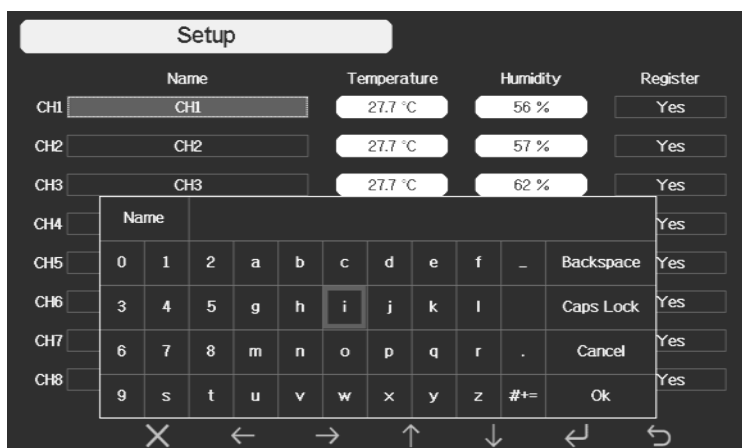 Setup
Name Temperature Humidity Register
CH1 CH1 27.7 °C 56 % Yes
CH2 CH2 27.7 °C 57 % Yes
CH3 CH3 27.7 °C 62 % Yes
CH4 Yes
Name
CH5 Yes
0 1 2 a b c d e f _ Backspace
CH6 Yes
3 4 5 g h i j k l Caps Lock
CH7 Yes
6 7 8 m n o p q r . Cancel
CH8 Yes
9 s t u v w x y z #+= Ok